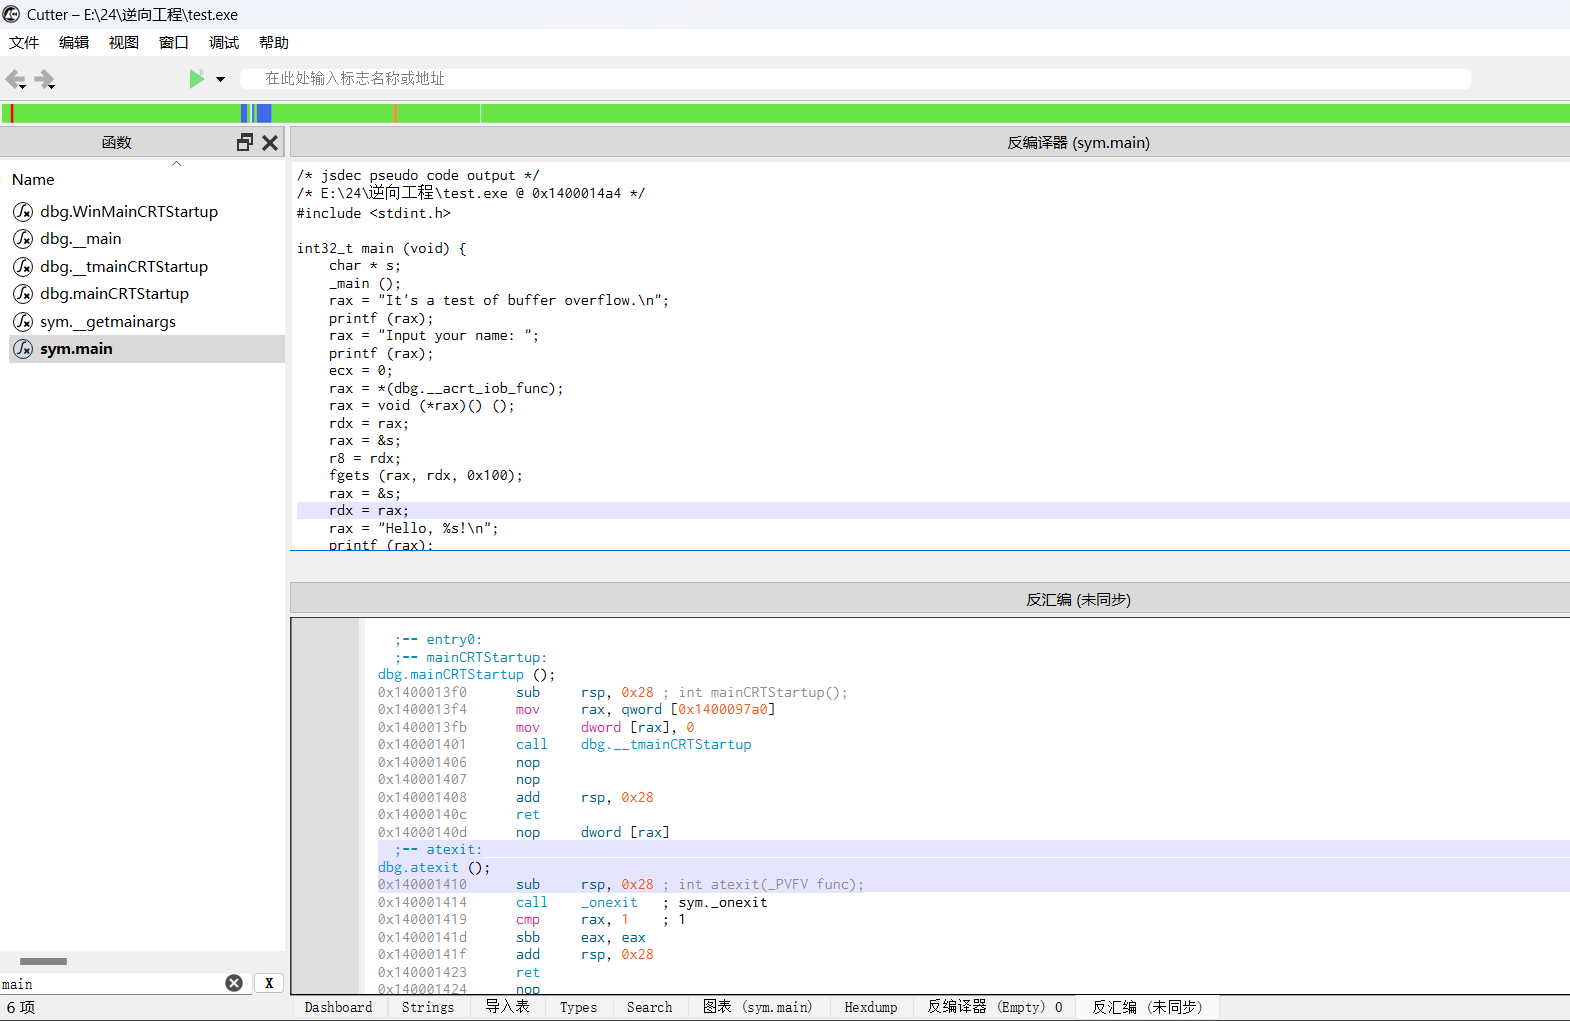 Cutter – E:\24\逆向工程\test.exe
文件 编辑 视图 窗口 调试 帮助
在此处输入标志名称或地址
函数
Name
dbg.WinMainCRTStartup
dbg.__main
dbg.__tmainCRTStartup
dbg.mainCRTStartup
sym.__getmainargs
sym.main
main
X
6 项
反编译器 (sym.main)
/* jsdec pseudo code output */
/* E:\24\逆向工程\test.exe @ 0x1400014a4 */
#include <stdint.h>
int32_t main (void) {
char * s;
_main ();
rax = "It's a test of buffer overflow.\n";
printf (rax);
rax = "Input your name: ";
printf (rax);
ecx = 0;
rax = *(dbg.__acrt_iob_func);
rax = void (*rax)() ();
rdx = rax;
rax = &s;
r8 = rdx;
fgets (rax, rdx, 0x100);
rax = &s;
rdx = rax;
rax = "Hello, %s!\n";
printf (rax);
反汇编 (未同步)
;-- entry0:
;-- mainCRTStartup:
dbg.mainCRTStartup ();
0x1400013f0 sub rsp, 0x28 ; int mainCRTStartup();
0x1400013f4 mov rax, qword [0x1400097a0]
0x1400013fb mov dword [rax], 0
0x140001401 call dbg.__tmainCRTStartup
0x140001406 nop
0x140001407 nop
0x140001408 add rsp, 0x28
0x14000140c ret
0x14000140d nop dword [rax]
;-- atexit:
dbg.atexit ();
0x140001410 sub rsp, 0x28 ; int atexit(_PVFV func);
0x140001414 call _onexit ; sym._onexit
0x140001419 cmp rax, 1 ; 1
0x14000141d sbb eax, eax
0x14000141f add rsp, 0x28
0x140001423 ret
0x140001424 nop
Dashboard Strings 导入表 Types Search 图表 (sym.main) Hexdump 反编译器 (Empty) 0 反汇编 (未同步)